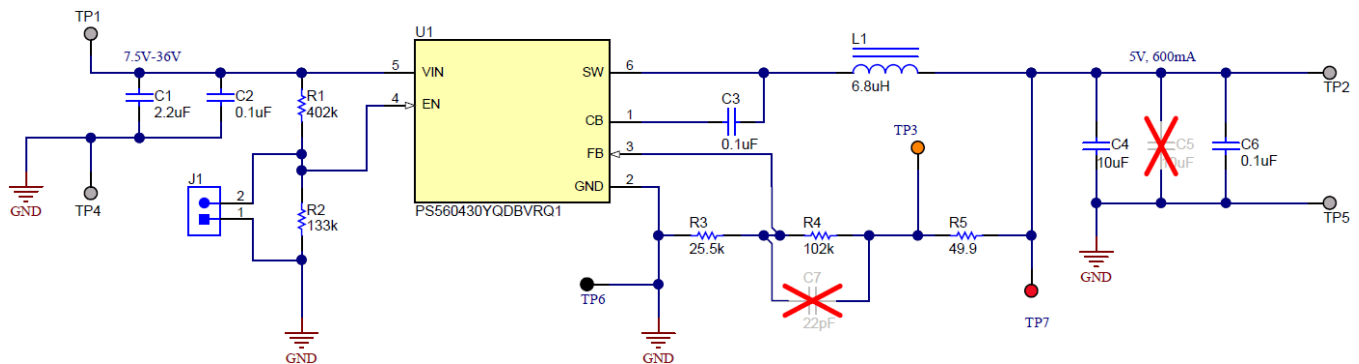 TP1
7.5V-36V
C1
2.2uF
C2
0.1uF
R1
402k
GND
TP4
J1
2
1
R2
133k
GND
U1
5
VIN
4
EN
SW
6
CB
1
FB
3
GND
2
PS560430YQDBVRQ1
C3
0.1uF
L1
6.8uH
TP3
R3
25.5k
R4
102k
R5
49.9
C7
22pF
TP6
GND
TP7
5V, 600mA
TP2
C4
10uF
C5
10uF
C6
0.1uF
TP5
GND